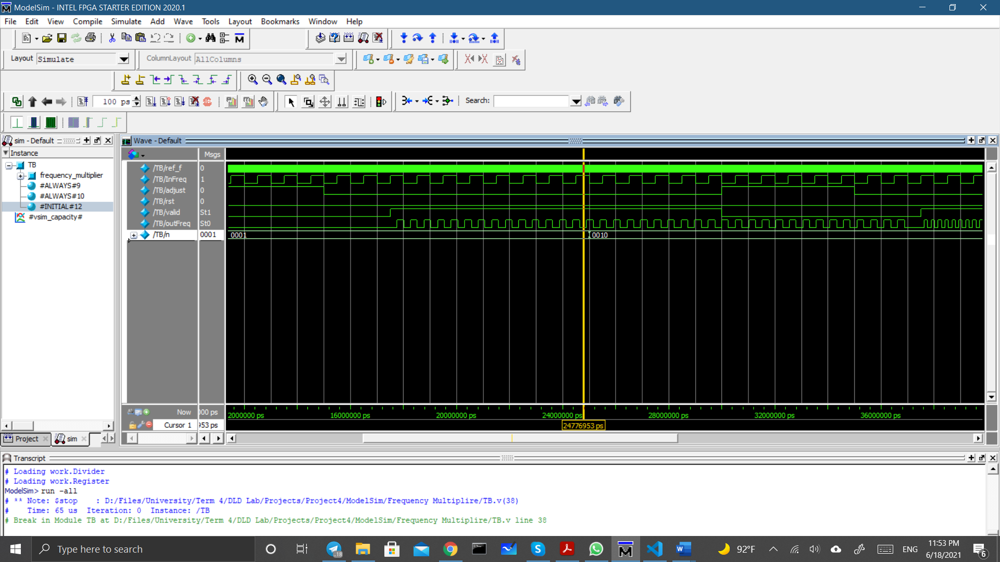 ModelSim - INTEL FPGA STARTER EDITION 2020.1
File Edit View Compile Simulate Add Wave Tools Layout Bookmarks Window Help
Layout Simulate ColumnLayout AllColumns
100 ps Search:
sim - Default
Instance
TB
frequency_multiplier
#ALWAYS#9
#ALWAYS#10
#INITIAL#12
#vsim_capacity#
Project sim
Wave - Default
Msgs
/TB/ref_f 0
/TB/InFreq 1
/TB/adjust 0
/TB/rst 0
/TB/valid St1
/TB/outFreq St0
/TB/n 0001 0001 0010
Now 000 ps 2000000 ps 16000000 ps 20000000 ps 24000000 ps 28000000 ps 32000000 ps 36000000 ps
Cursor 1 953 ps 24776953 ps
Transcript
# Loading work.Divider
# Loading work.Register
ModelSim> run -all
# ** Note: $stop    : D:/Files/University/Term 4/DLD Lab/Projects/Project4/ModelSim/Frequency Multiplire/TB.v(38)
#    Time: 65 us  Iteration: 0  Instance: /TB
# Break in Module TB at D:/Files/University/Term 4/DLD Lab/Projects/Project4/ModelSim/Frequency Multiplire/TB.v line 38
Type here to search
..18
92°F ENG
11:53 PM
6/18/2021
6